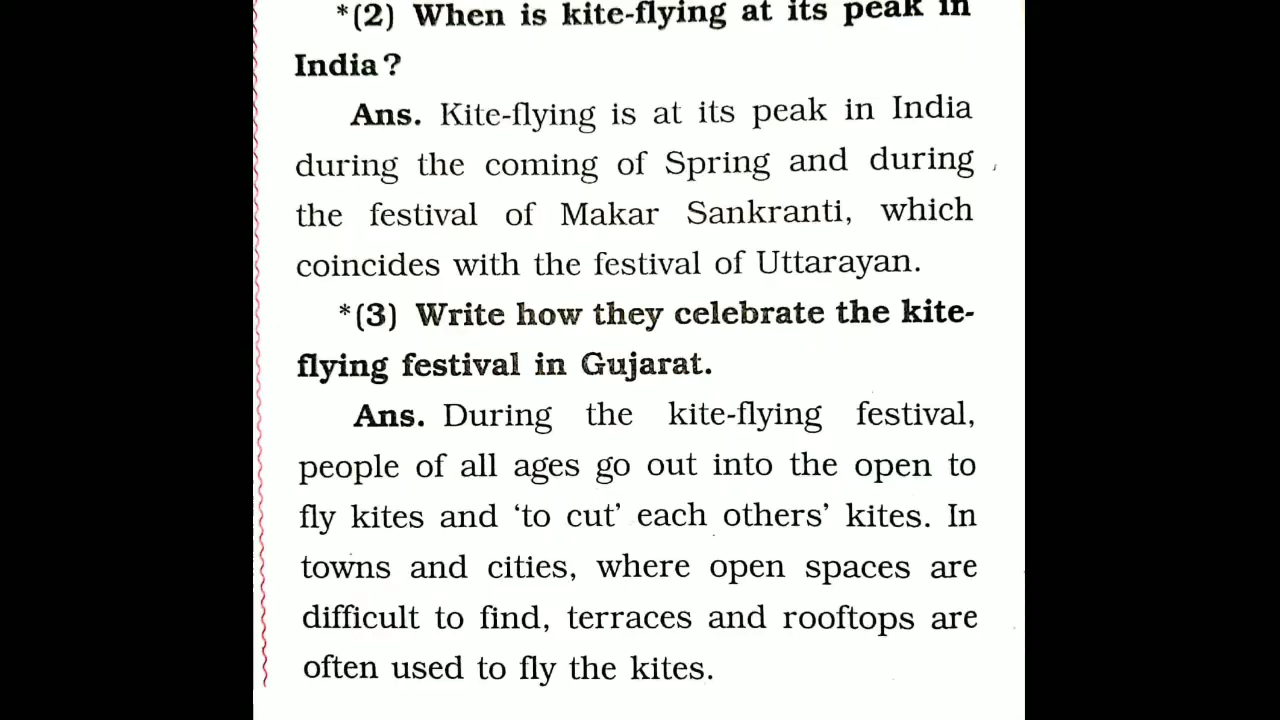 *(2) When is kite-flying at its peak in
India?
Ans. Kite-flying is at its peak in India
during the coming of Spring and during
the festival of Makar Sankranti, which
coincides with the festival of Uttarayan.
*(3) Write how they celebrate the kite-
flying festival in Gujarat.
Ans. During the kite-flying festival,
people of all ages go out into the open to
fly kites and ‘to cut’ each others’ kites. In
towns and cities, where open spaces are
difficult to find, terraces and rooftops are
often used to fly the kites.